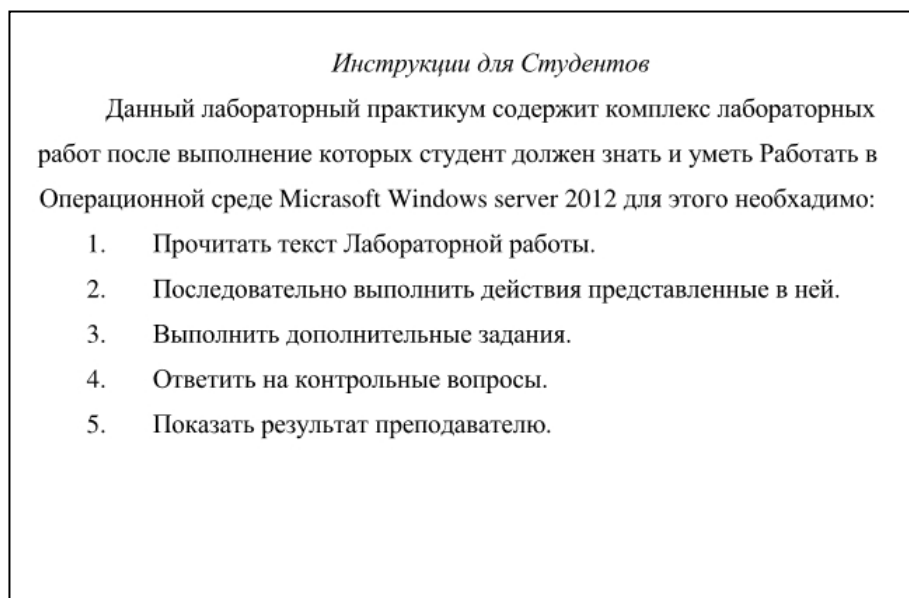 Инструкции для Студентов
Данный лабораторный практикум содержит комплекс лабораторных
работ после выполнение которых студент должен знать и уметь Работать в
Операционной среде Micrasoft Windows server 2012 для этого необхадимо:
1. Прочитать текст Лабораторной работы.
2. Последовательно выполнить действия представленные в ней.
3. Выполнить дополнительные задания.
4. Ответить на контрольные вопросы.
5. Показать результат преподавателю.